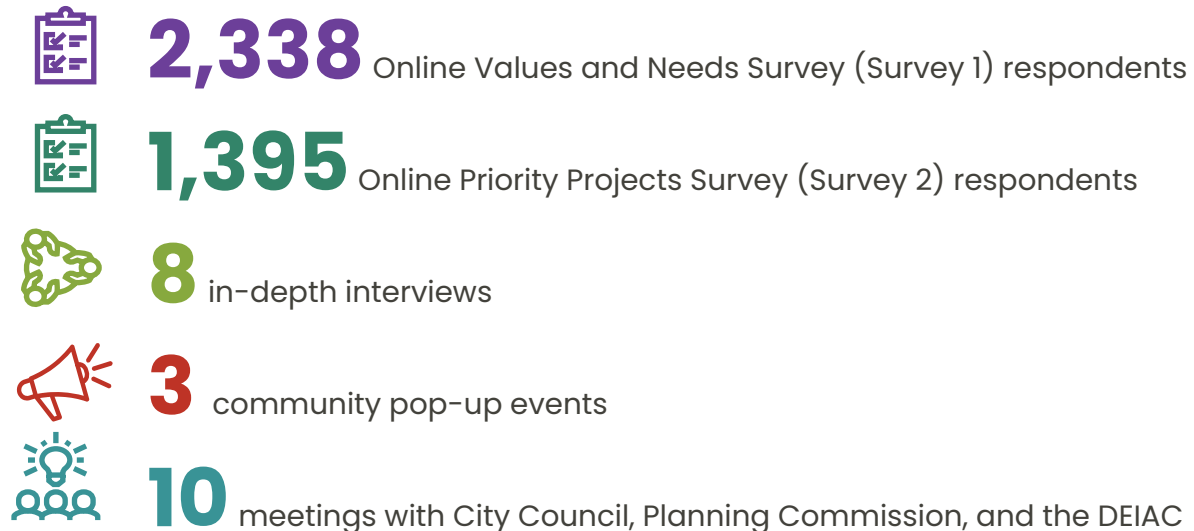 2,338 Online Values and Needs Survey (Survey 1) respondents
1,395 Online Priority Projects Survey (Survey 2) respondents
8 in-depth interviews
3 community pop-up events
10 meetings with City Council, Planning Commission, and the DEIAC